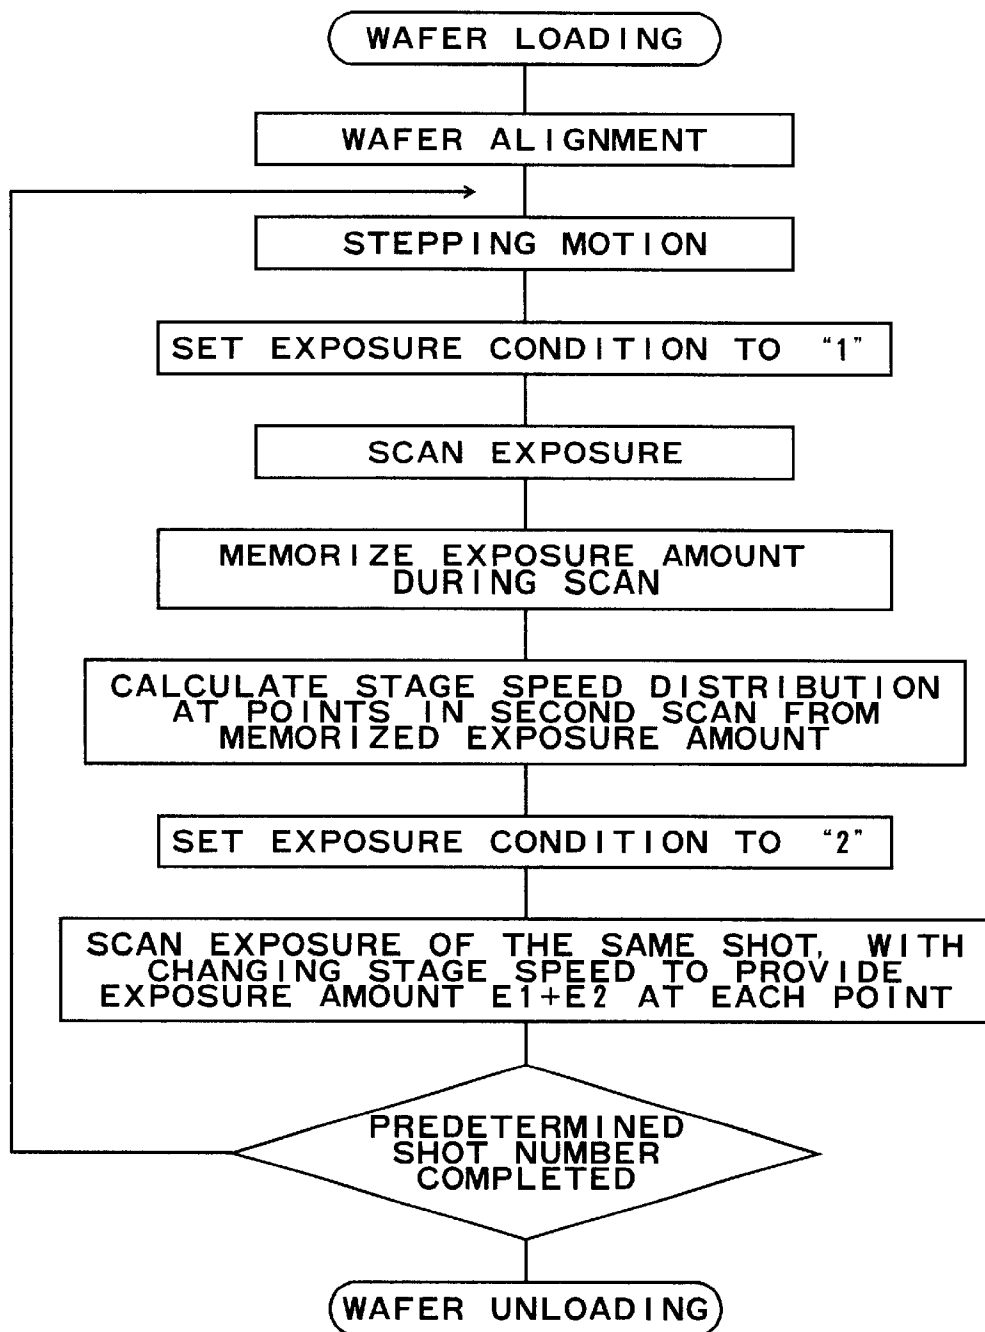 WAFER LOADING
WAFER ALIGNMENT
STEPPING MOTION
SET EXPOSURE CONDITION TO “1”
SCAN EXPOSURE
MEMORIZE EXPOSURE AMOUNT
DURING SCAN
CALCULATE STAGE SPEED DISTRIBUTION
AT POINTS IN SECOND SCAN FROM
MEMORIZED EXPOSURE AMOUNT
SET EXPOSURE CONDITION TO “2”
SCAN EXPOSURE OF THE SAME SHOT, WITH
CHANGING STAGE SPEED TO PROVIDE
EXPOSURE AMOUNT E1+E2 AT EACH POINT
PREDETERMINED
SHOT NUMBER
COMPLETED
WAFER UNLOADING